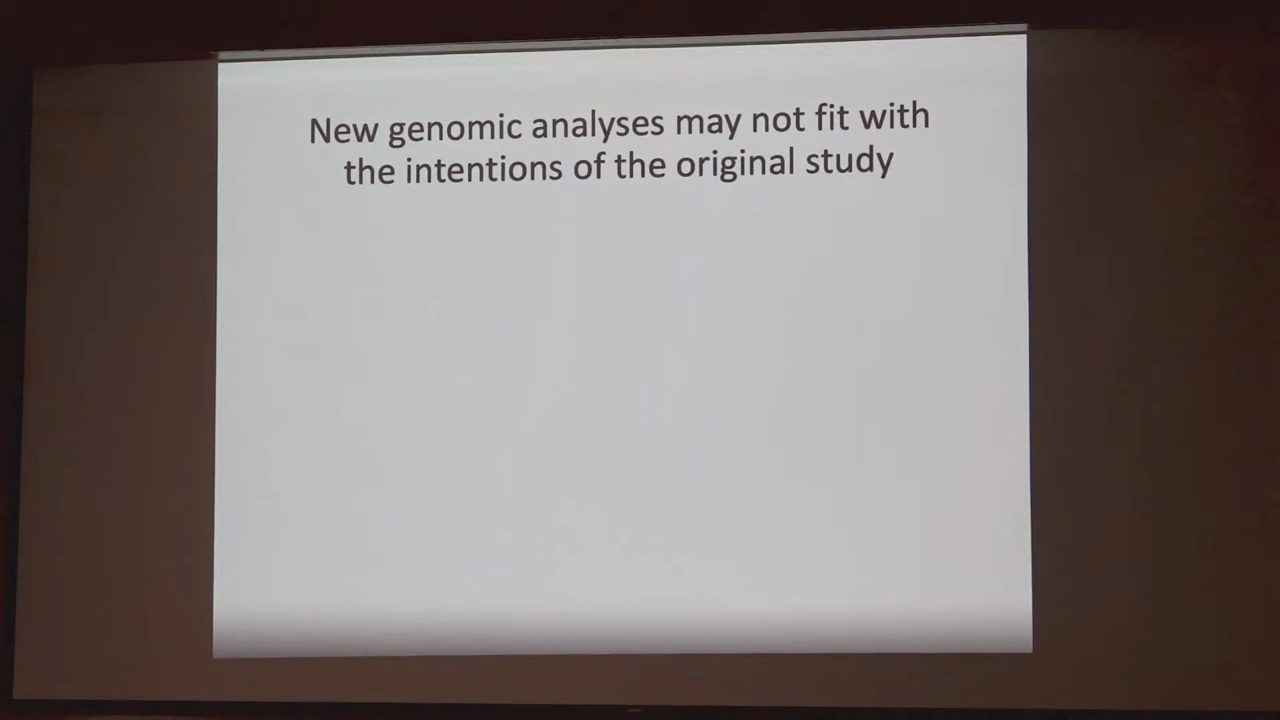 New genomic analyses may not fit with
the intentions of the original study